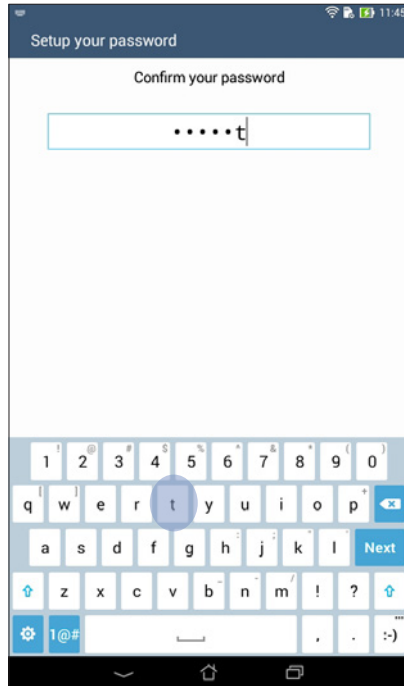 11:45
Setup your password
Confirm your password
•••••t
! @ # $ % ^ & * ( )
1 2 3 4 5 6 7 8 9 0
[ ] +
q w e r t y u i o p
: ; " '
a s d f g h j k l Next
- _ /
z x c v b n m ! ?
1@# , . :-)